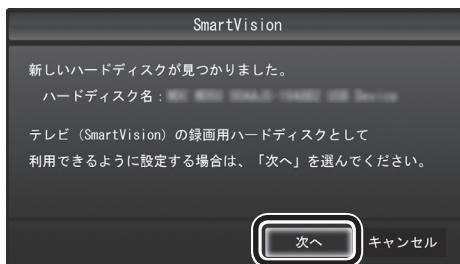 SmartVision
新しいハードディスクが見つかりました。
ハードディスク名：
テレビ（SmartVision）の録画用ハードディスクとして
利用できるように設定する場合は、「次へ」を選んでください。
次へ キャンセル